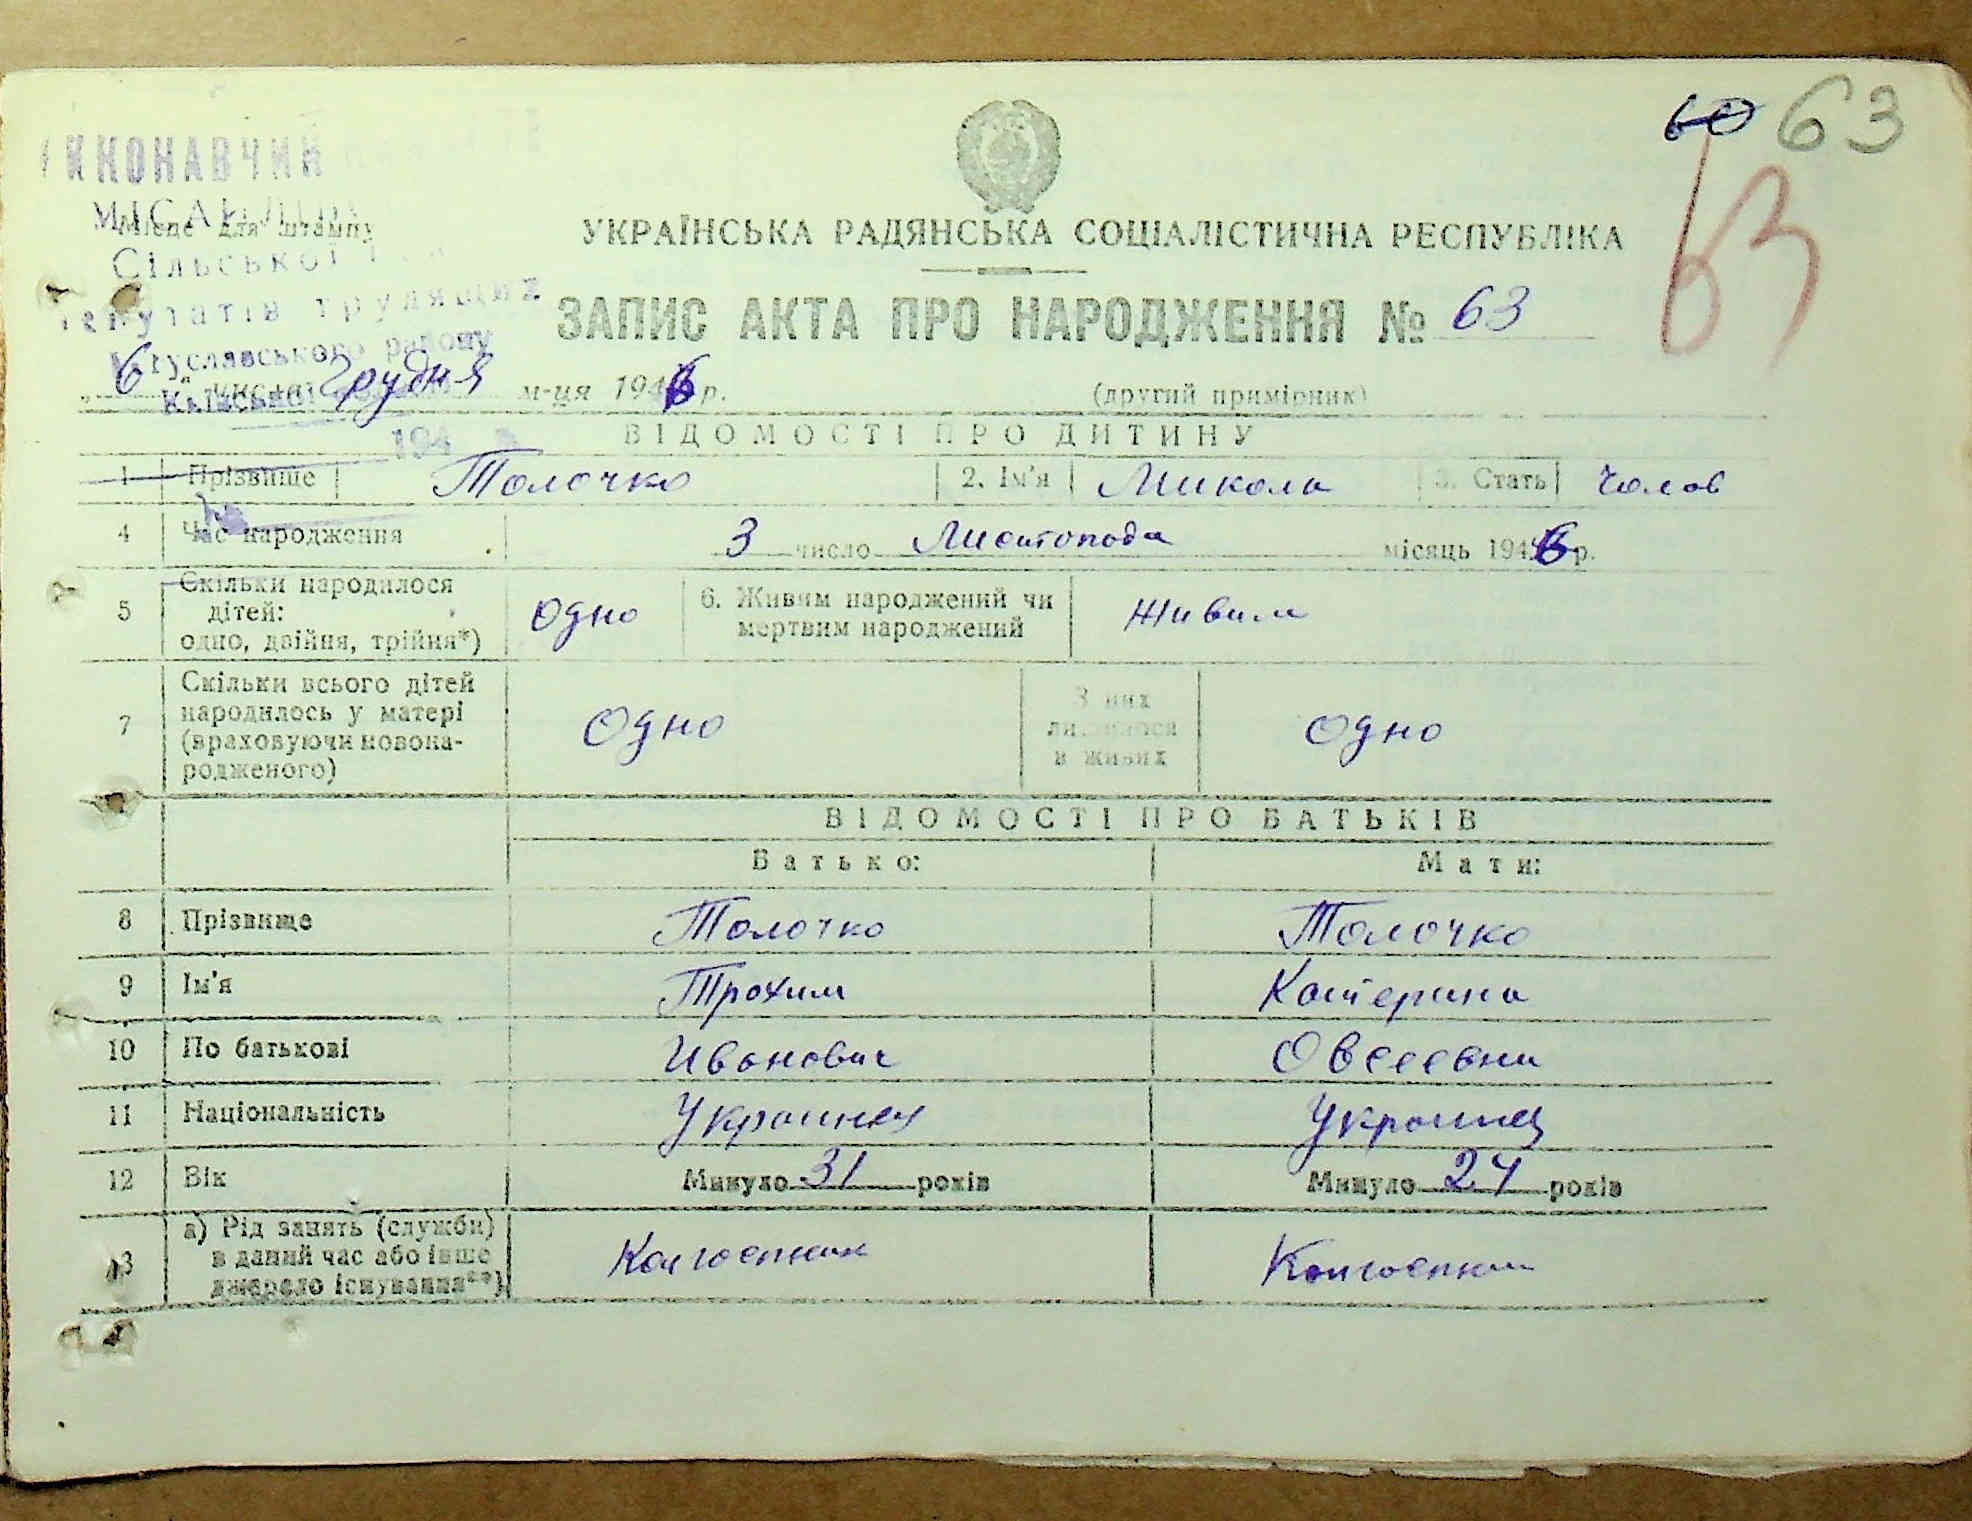 60 63
63
ИКОНАВЧИЙ
Місце для штампу
Сільської
депутатів трудящих
Богуславського району
Київської
194
УКРАЇНСЬКА РАДЯНСЬКА СОЦІАЛІСТИЧНА РЕСПУБЛІКА
ЗАПИС АКТА ПРО НАРОДЖЕННЯ № 63
„6“ числа Грудня м-ця 1946 р.
(другий примірник)
ВІДОМОСТІ ПРО ДИТИНУ
1 Прізвище Толочко 2. Ім'я Микола 3. Стать Чолов
4 Час народження 3 число Листопада місяць 1946 р.
5 Скільки народилося дітей: одно, двійня, трійня*) Одно 6. Живим народжений чи мертвим народжений Живим
7 Скільки всього дітей народилось у матері (враховуючи новонародженого) Одно З них лишилося в живих Одно
ВІДОМОСТІ ПРО БАТЬКІВ
Батько: Мати:
8 Прізвище Толочко Толочко
9 Ім'я Трохим Катерина
10 По батькові Иванович Овсеевна
11 Національність Украинец Украинец
12 Вік Минуло 31 років Минуло 24 років
13 а) Рід занять (служби) в даний час або інше джерело існування**) Колгоспник Колгоспник